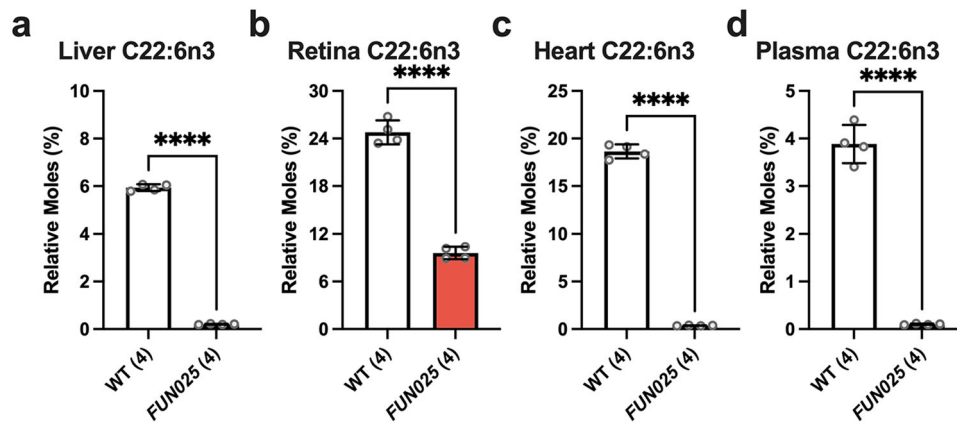 a
Liver C22:6n3
****
Relative Moles (%)
10
8
6
4
2
0
WT (4)
FUN025 (4)
b
Retina C22:6n3
****
Relative Moles (%)
30
24
18
12
6
0
WT (4)
FUN025 (4)
c
Heart C22:6n3
****
Relative Moles (%)
25
20
15
10
5
0
WT (4)
FUN025 (4)
d
Plasma C22:6n3
****
Relative Moles (%)
5
4
3
2
1
0
WT (4)
FUN025 (4)